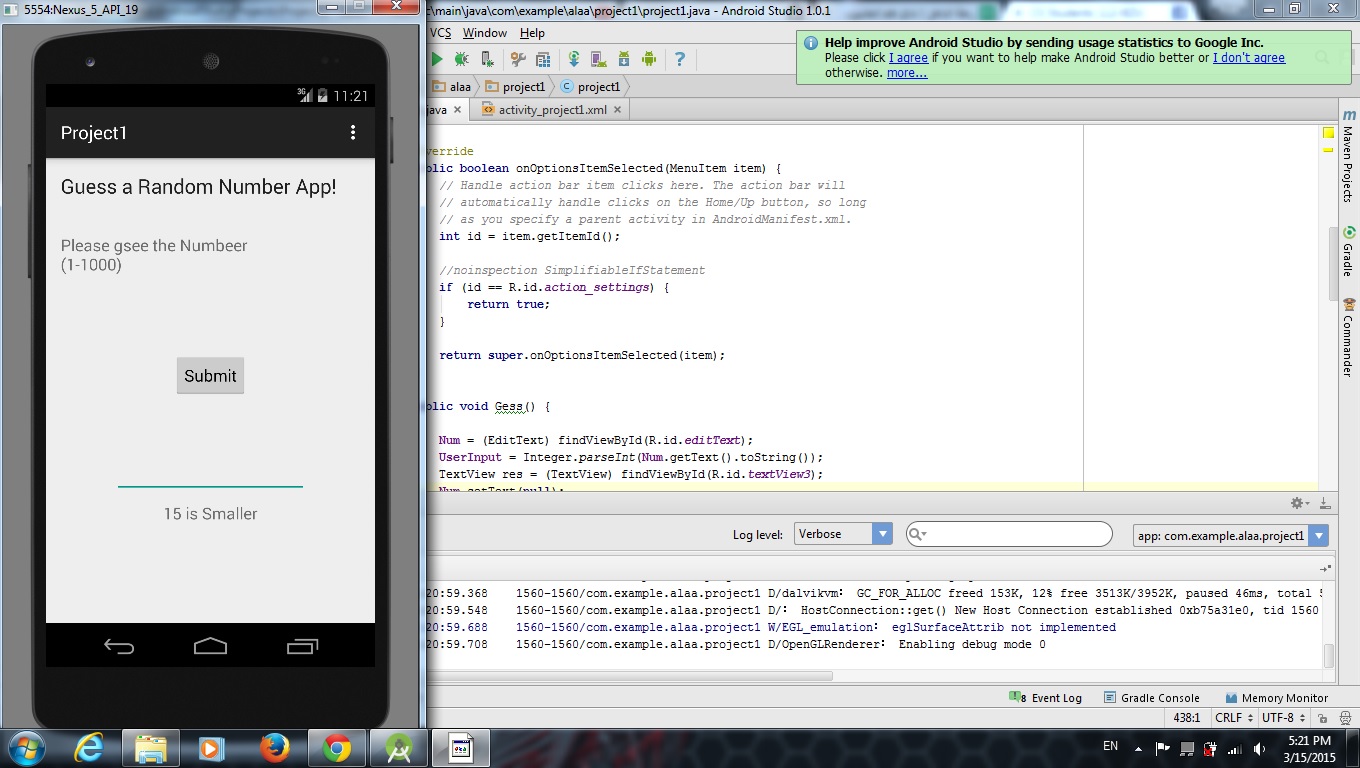 5554:Nexus_5_API_19
3G 11:21
Project1
Guess a Random Number App!
Please gsee the Numbeer
(1-1000)
Submit
15 is Smaller
\main\java\com\example\alaa\project1\project1.java - Android Studio 1.0.1
VCS Window Help
Help improve Android Studio by sending usage statistics to Google Inc.
Please click I agree if you want to help make Android Studio better or I don't agree
otherwise. more...
alaa project1 project1
java activity_project1.xml
verride
blic boolean onOptionsItemSelected(MenuItem item) {
// Handle action bar item clicks here. The action bar will
// automatically handle clicks on the Home/Up button, so long
// as you specify a parent activity in AndroidManifest.xml.
int id = item.getItemId();
//noinspection SimplifiableIfStatement
if (id == R.id.action_settings) {
return true;
}
return super.onOptionsItemSelected(item);
blic void Gess() {
Num = (EditText) findViewById(R.id.editText);
UserInput = Integer.parseInt(Num.getText().toString());
TextView res = (TextView) findViewById(R.id.textView3);
Maven Projects
Gradle
Commander
Log level: Verbose app: com.example.alaa.project1
20:59.368 1560-1560/com.example.alaa.project1 D/dalvikvm: GC_FOR_ALLOC freed 153K, 12% free 3513K/3952K, paused 46ms, total 5
20:59.548 1560-1560/com.example.alaa.project1 D/: HostConnection::get() New Host Connection established 0xb75a31e0, tid 1560
20:59.688 1560-1560/com.example.alaa.project1 W/EGL_emulation: eglSurfaceAttrib not implemented
20:59.708 1560-1560/com.example.alaa.project1 D/OpenGLRenderer: Enabling debug mode 0
8 Event Log Gradle Console Memory Monitor
438:1 CRLF UTF-8
EN 5:21 PM
3/15/2015